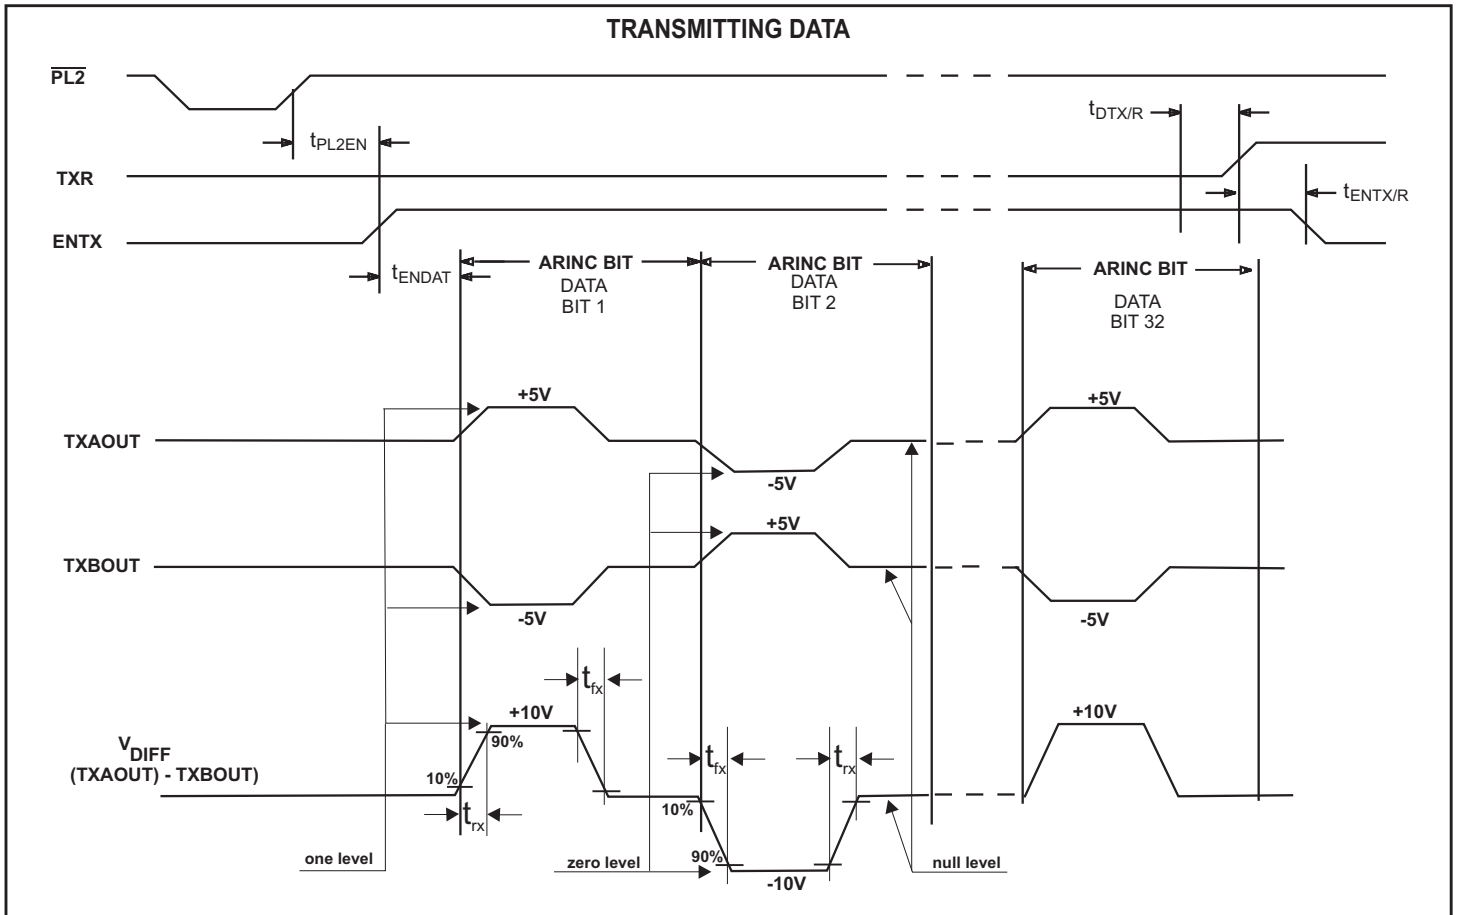 TRANSMITTING DATA
PL2
tDTX/R
tPL2EN
TXR
tENTX/R
ENTX
tENDAT
ARINC BIT
DATA
BIT 1
ARINC BIT
DATA
BIT 2
ARINC BIT
DATA
BIT 32
+5V
+5V
TXAOUT
-5V
+5V
TXBOUT
-5V
-5V
tfx
+10V
+10V
90%
VDIFF
(TXAOUT) - TXBOUT)
tfx
trx
10%
10%
trx
one level
zero level
90%
null level
-10V